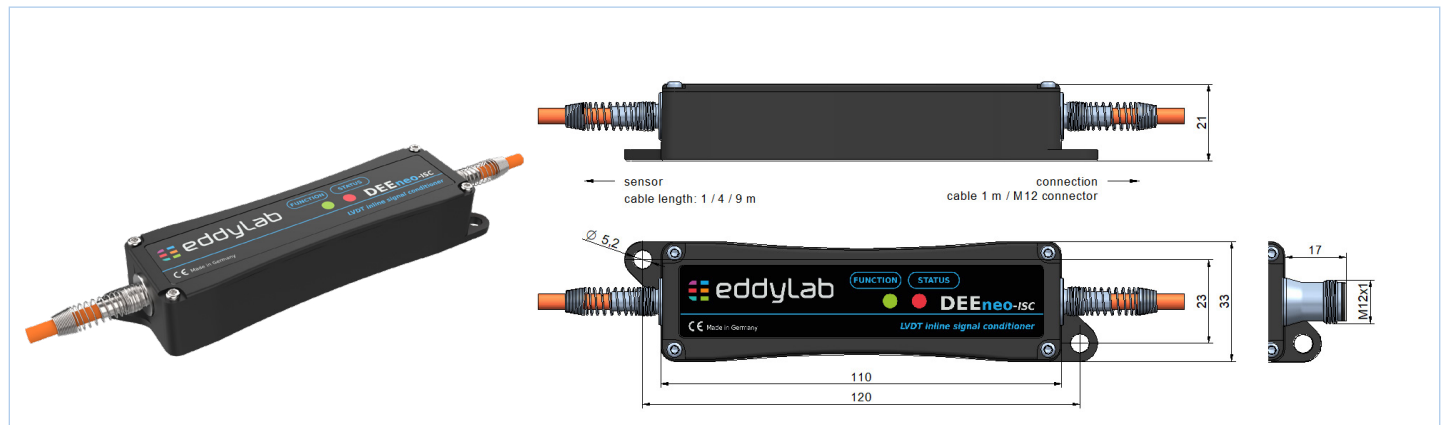 eddyLab
FUNCTION
STATUS
DEEneo-ISC
LVDT inline signal conditioner
CE Made in Germany
21
sensor
cable length: 1 / 4 / 9 m
connection
cable 1 m / M12 connector
Ø 5,2
eddyLab
FUNCTION
STATUS
DEEneo-ISC
CE Made in Germany
LVDT inline signal conditioner
23
33
110
120
17
M12x1